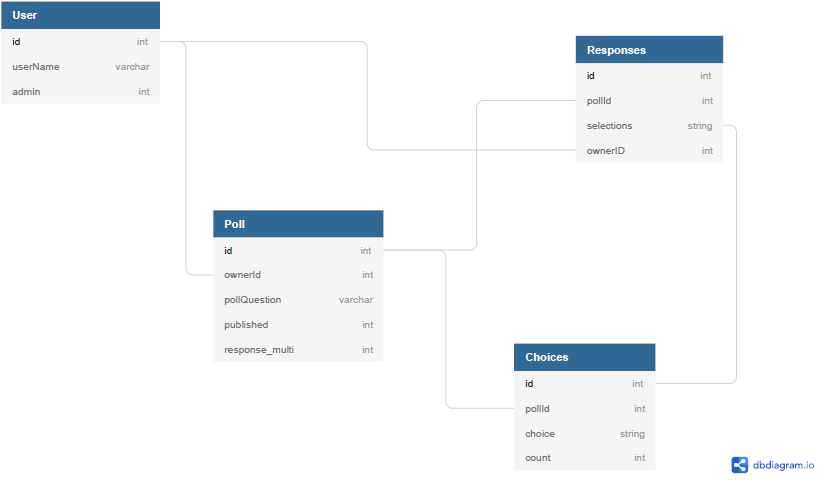 User
id int
userName varchar
admin int
Responses
id int
pollId int
selections string
ownerID int
Poll
id int
ownerId int
pollQuestion varchar
published int
response_multi int
Choices
id int
pollId int
choice string
count int
dbdiagram.io